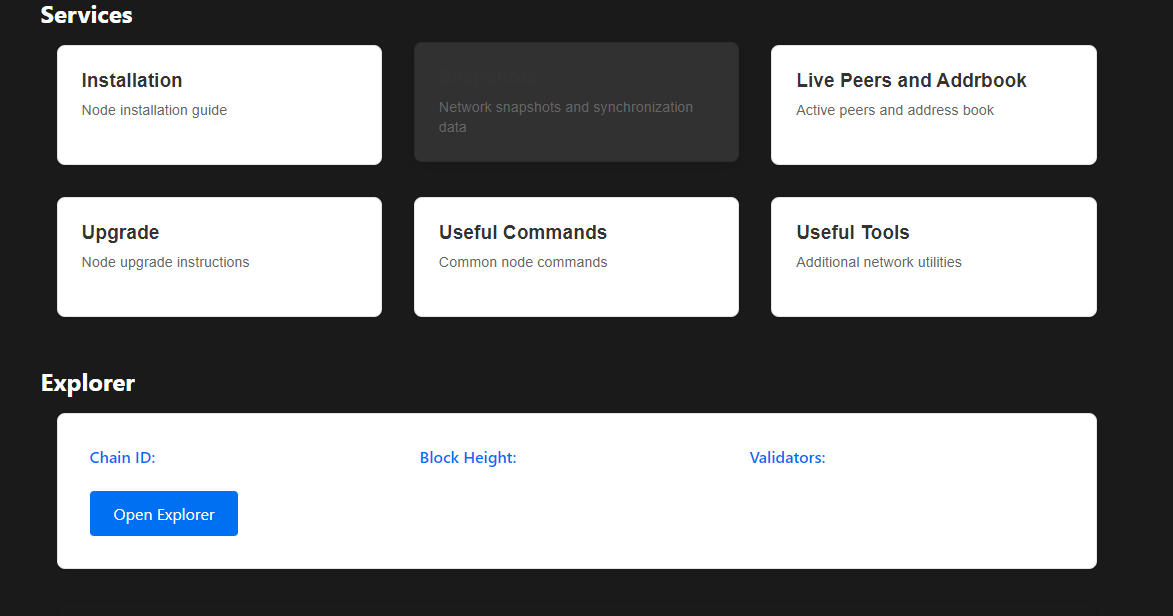 Services
Installation
Node installation guide
Network snapshots and synchronization
data
Live Peers and Addrbook
Active peers and address book
Upgrade
Node upgrade instructions
Useful Commands
Common node commands
Useful Tools
Additional network utilities
Explorer
Chain ID:
Block Height:
Validators:
Open Explorer